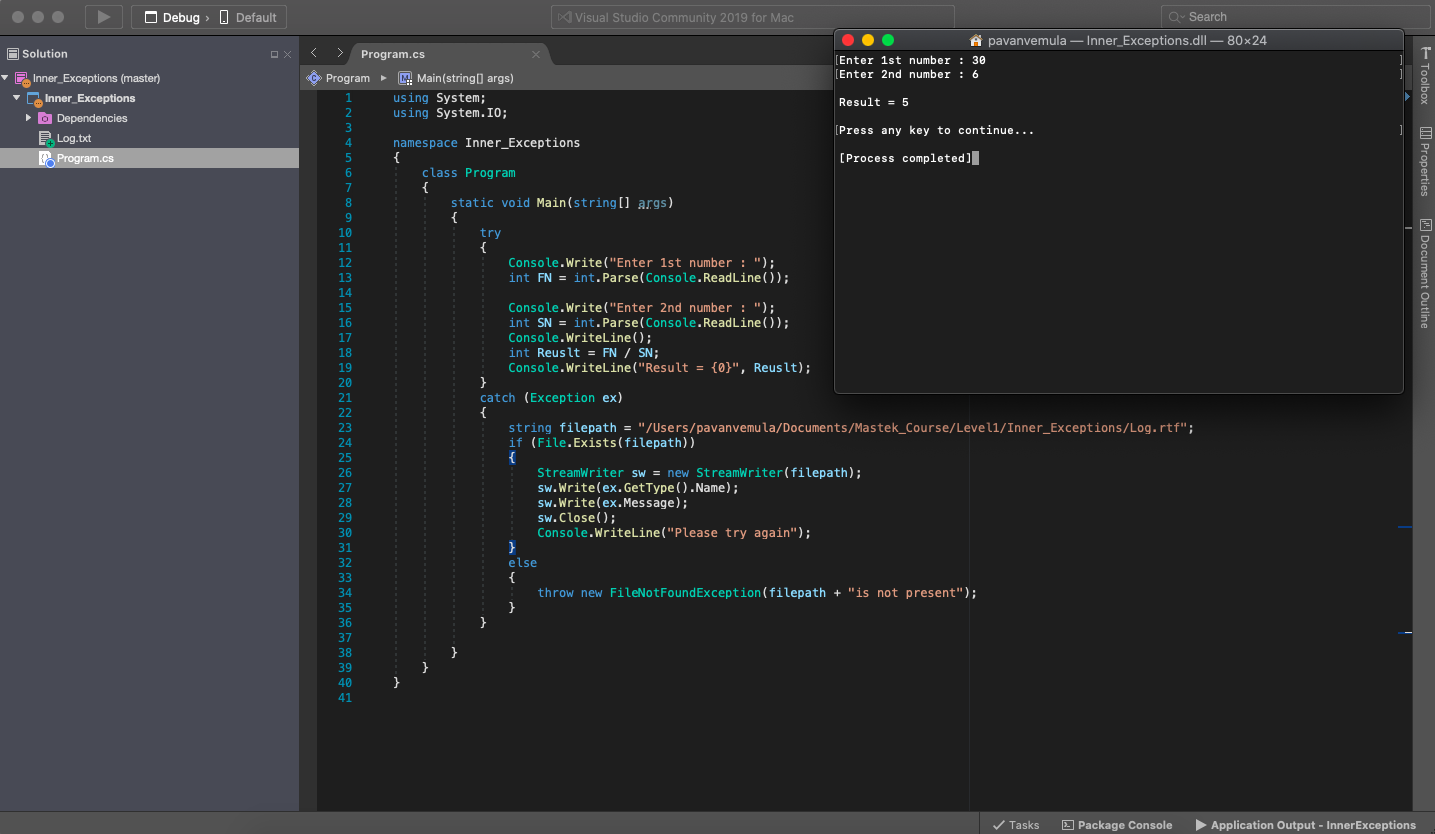 Debug › Default
Visual Studio Community 2019 for Mac
Search
Solution
Inner_Exceptions (master)
Inner_Exceptions
Dependencies
Log.txt
Program.cs
Program.cs
Program ▸ Main(string[] args)
1 using System;
2 using System.IO;
3
4 namespace Inner_Exceptions
5 {
6 class Program
7 {
8 static void Main(string[] args)
9 {
10 try
11 {
12 Console.Write("Enter 1st number : ");
13 int FN = int.Parse(Console.ReadLine());
14
15 Console.Write("Enter 2nd number : ");
16 int SN = int.Parse(Console.ReadLine());
17 Console.WriteLine();
18 int Reuslt = FN / SN;
19 Console.WriteLine("Result = {0}", Reuslt);
20 }
21 catch (Exception ex)
22 {
23 string filepath = "/Users/pavanvemula/Documents/Mastek_Course/Level1/Inner_Exceptions/Log.rtf";
24 if (File.Exists(filepath))
25 {
26 StreamWriter sw = new StreamWriter(filepath);
27 sw.Write(ex.GetType().Name);
28 sw.Write(ex.Message);
29 sw.Close();
30 Console.WriteLine("Please try again");
31 }
32 else
33 {
34 throw new FileNotFoundException(filepath + "is not present");
35 }
36 }
37
38 }
39 }
40 }
41
pavanvemula — Inner_Exceptions.dll — 80×24
[Enter 1st number : 30 ]
[Enter 2nd number : 6 ]
Result = 5
[Press any key to continue... ]
[Process completed]
Toolbox
Properties
Document Outline
Tasks
Package Console
Application Output - InnerExceptions